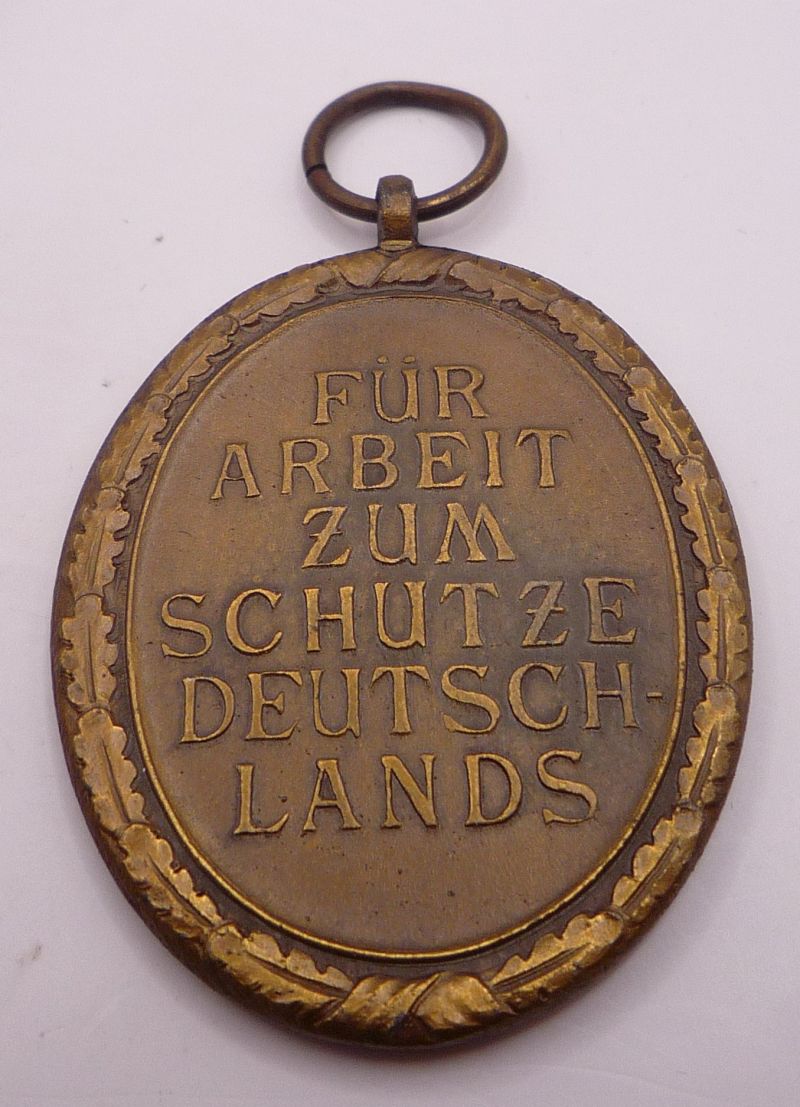 FÜR
ARBEIT
ZUM
SCHUTZE
DEUTSCH-
LANDS